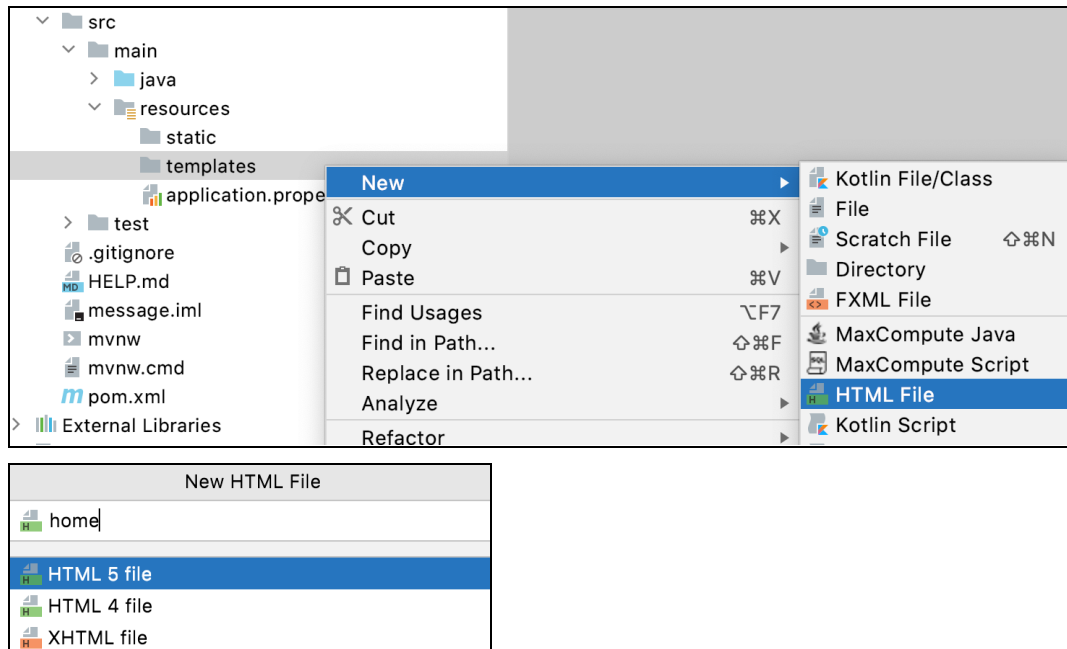 src
main
java
resources
static
templates
application.prope
test
.gitignore
HELP.md
MD
message.iml
mvnw
mvnw.cmd
m pom.xml
External Libraries
New
Cut ⌘X
Copy
Paste ⌘V
Find Usages ⌥F7
Find in Path... ⇧⌘F
Replace in Path... ⇧⌘R
Analyze
Refactor
Kotlin File/Class
File
Scratch File ⇧⌘N
Directory
FXML File
MaxCompute Java
SQL MaxCompute Script
H HTML File
Kotlin Script
New HTML File
H home
H HTML 5 file
H HTML 4 file
H XHTML file